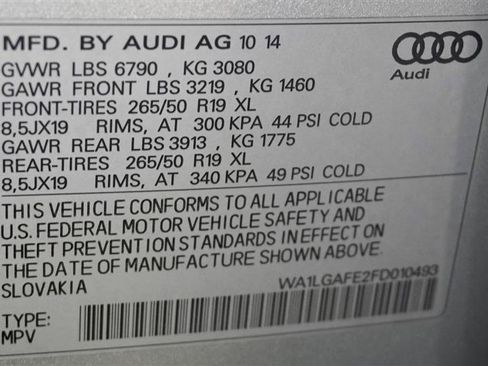 MFD. BY AUDI AG 10 14
GVWR LBS 6790 , KG 3080
GAWR FRONT LBS 3219 , KG 1460
FRONT-TIRES 265/50 R19 XL
8,5JX19 RIMS, AT 300 KPA 44 PSI COLD
GAWR REAR LBS 3913 , KG 1775
REAR-TIRES 265/50 R19 XL
8,5JX19 RIMS, AT 340 KPA 49 PSI COLD
Audi
THIS VEHICLE CONFORMS TO ALL APPLICABLE
U.S. FEDERAL MOTOR VEHICLE SAFETY AND
THEFT PREVENTION STANDARDS IN EFFECT ON
THE DATE OF MANUFACTURE SHOWN ABOVE.
SLOVAKIA
WA1LGAFE2FD010493
TYPE:
MPV